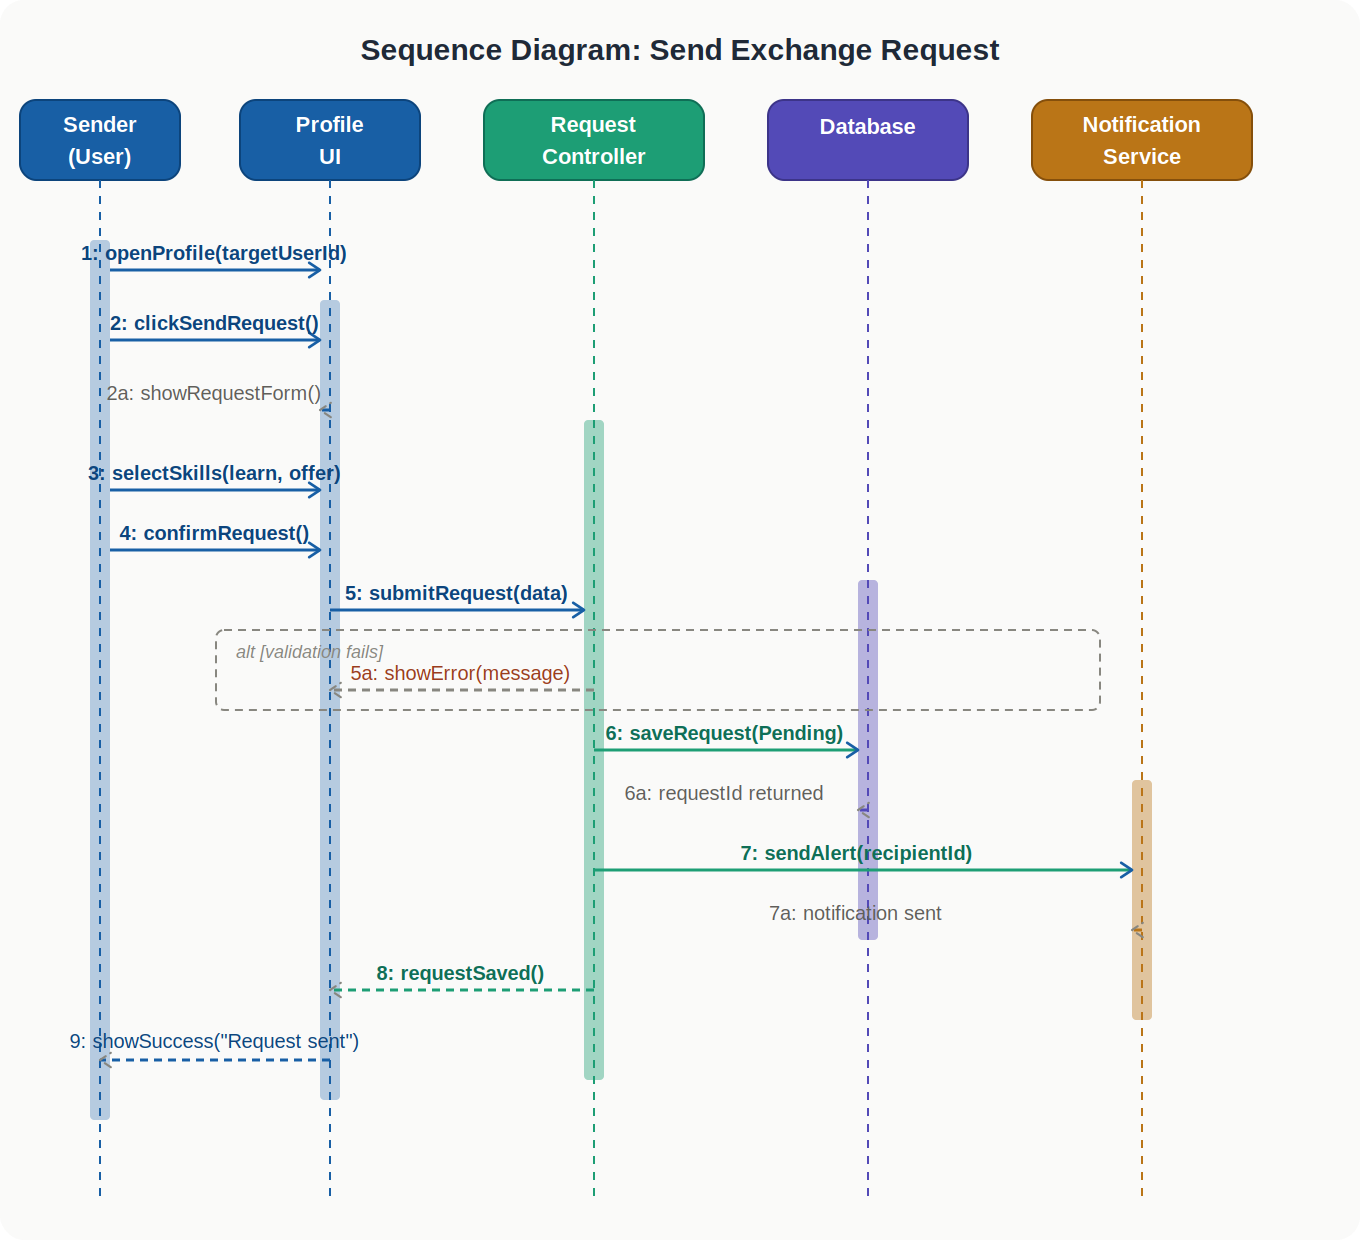 Sequence Diagram: Send Exchange Request
Sender
(User)
Profile
UI
Request
Controller
Database
Notification
Service
1: openProfile(targetUserId)
2: clickSendRequest()
2a: showRequestForm()
3: selectSkills(learn, offer)
4: confirmRequest()
5: submitRequest(data)
alt [validation fails]
5a: showError(message)
6: saveRequest(Pending)
6a: requestId returned
7: sendAlert(recipientId)
7a: notification sent
8: requestSaved()
9: showSuccess("Request sent")